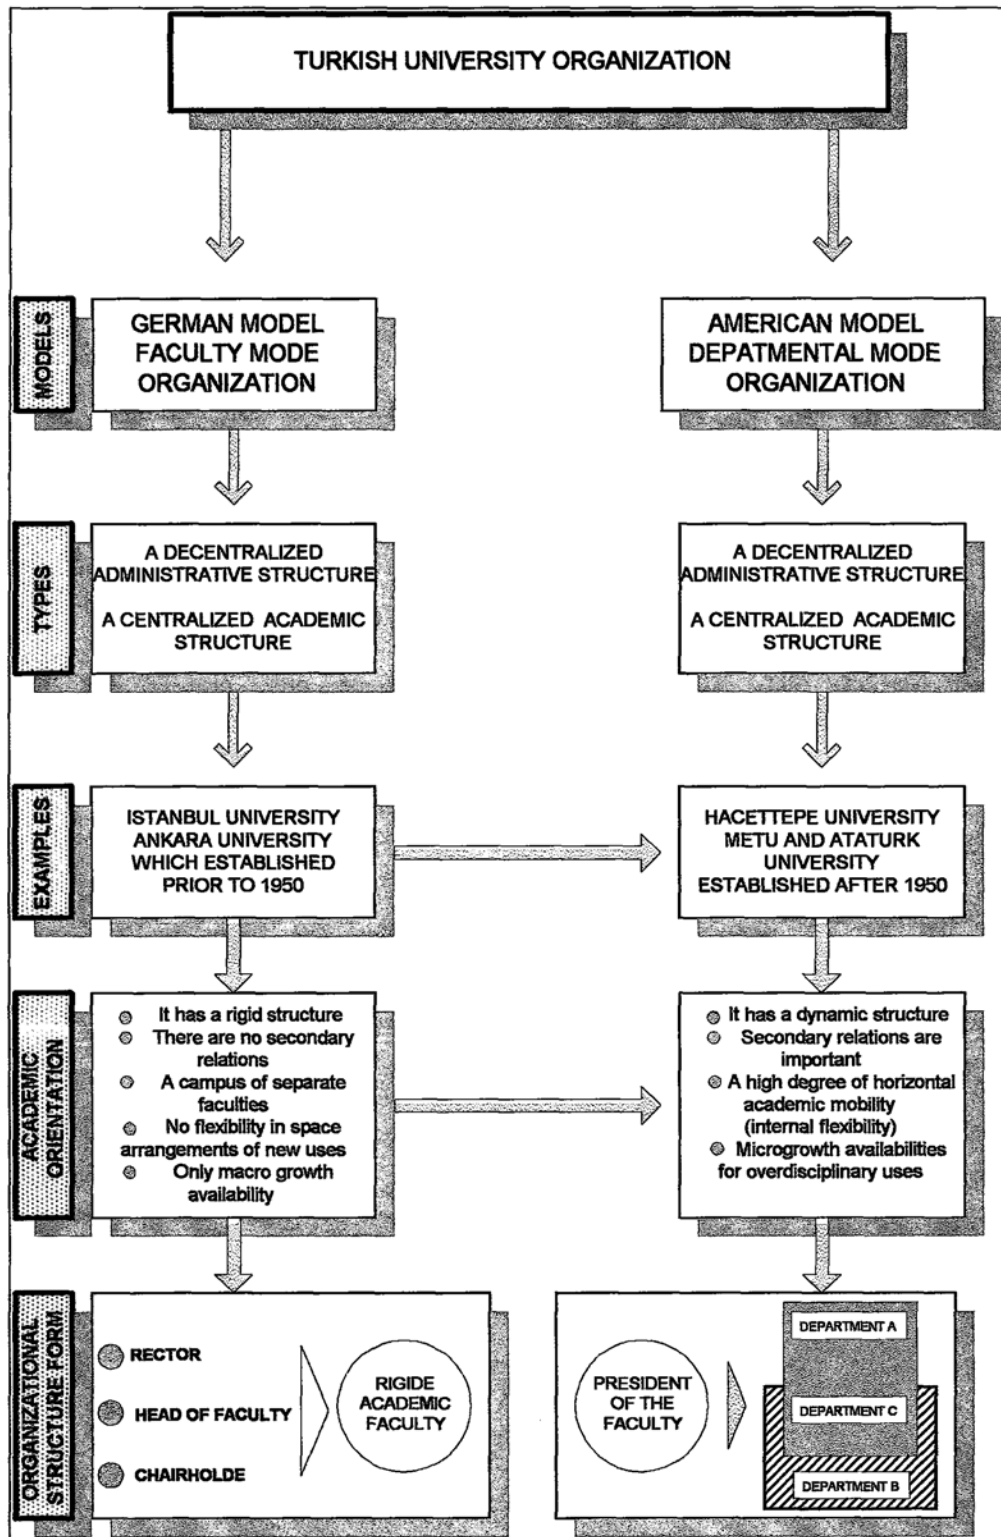 TURKISH UNIVERSITY ORGANIZATION
MODELS
GERMAN MODEL
FACULTY MODE
ORGANIZATION
AMERICAN MODEL
DEPATMENTAL MODE
ORGANIZATION
TYPES
A DECENTRALIZED
ADMINISTRATIVE STRUCTURE
A CENTRALIZED ACADEMIC
STRUCTURE
A DECENTRALIZED
ADMINISTRATIVE STRUCTURE
A CENTRALIZED ACADEMIC
STRUCTURE
EXAMPLES
ISTANBUL UNIVERSITY
ANKARA UNIVERSITY
WHICH ESTABLISHED
PRIOR TO 1950
HACETTEPE UNIVERSITY
METU AND ATATURK
UNIVERSITY
ESTABLISHED AFTER 1950
ACADEMIC
ORIENTATION
It has a rigid structure
There are no secondary
relations
A campus of separate
faculties
No flexibility in space
arrangements of new uses
Only macro growth
availability
It has a dynamic structure
Secondary relations are
important
A high degree of horizontal
academic mobility
(internal flexibility)
Microgrowth availabilities
for overdisciplinary uses
ORGANIZATIONAL
STRUCTURE FORM
RECTOR
HEAD OF FACULTY
CHAIRHOLDE
RIGIDE
ACADEMIC
FACULTY
PRESIDENT
OF THE
FACULTY
DEPARTMENT A
DEPARTMENT C
DEPARTMENT B